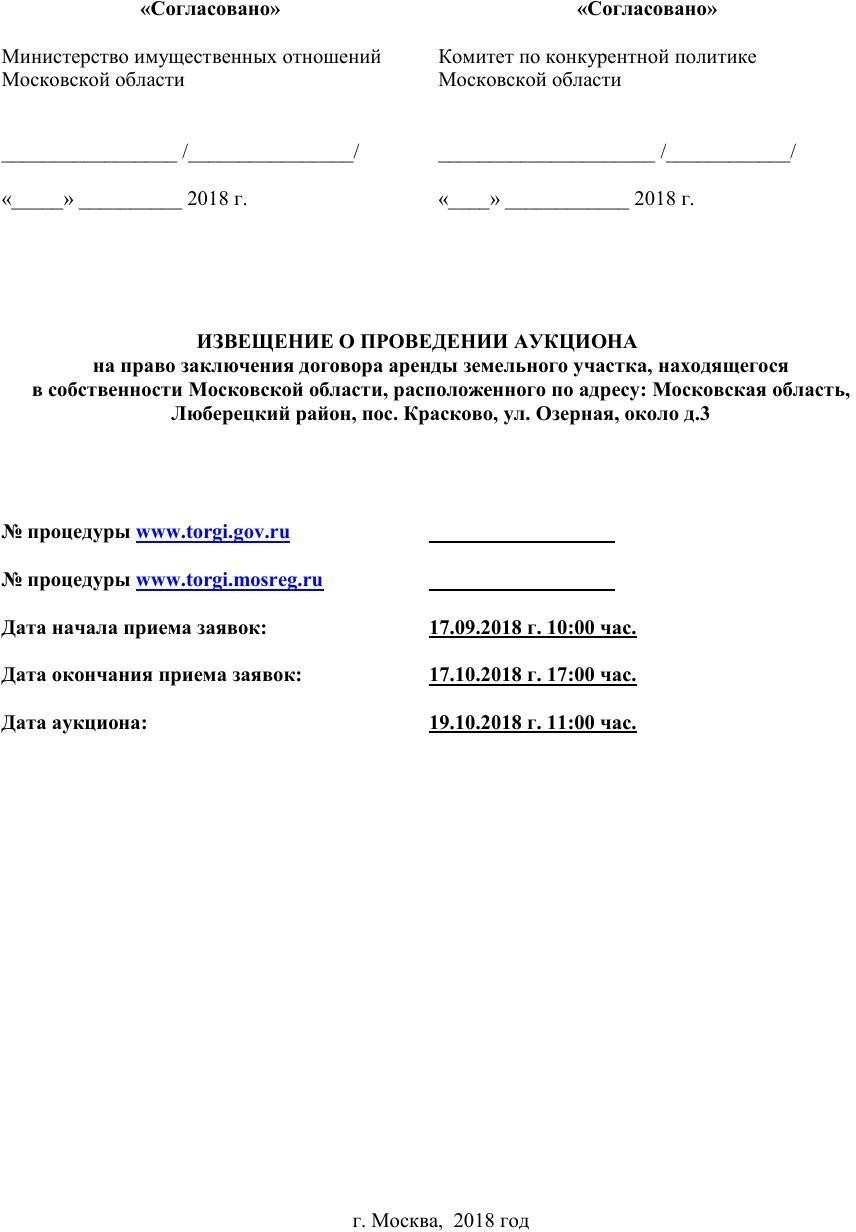 «Согласовано» «Согласовано»
Министерство имущественных отношений Комитет по конкурентной политике
Московской области Московской области
_________________ /________________/ _____________________ /____________/
«_____» __________ 2018 г. «____» ____________ 2018 г.
ИЗВЕЩЕНИЕ О ПРОВЕДЕНИИ АУКЦИОНА
на право заключения договора аренды земельного участка, находящегося
в собственности Московской области, расположенного по адресу: Московская область,
Люберецкий район, пос. Красково, ул. Озерная, около д.3
№ процедуры www.torgi.gov.ru __________________
№ процедуры www.torgi.mosreg.ru __________________
Дата начала приема заявок: 17.09.2018 г. 10:00 час.
Дата окончания приема заявок: 17.10.2018 г. 17:00 час.
Дата аукциона: 19.10.2018 г. 11:00 час.
г. Москва, 2018 год